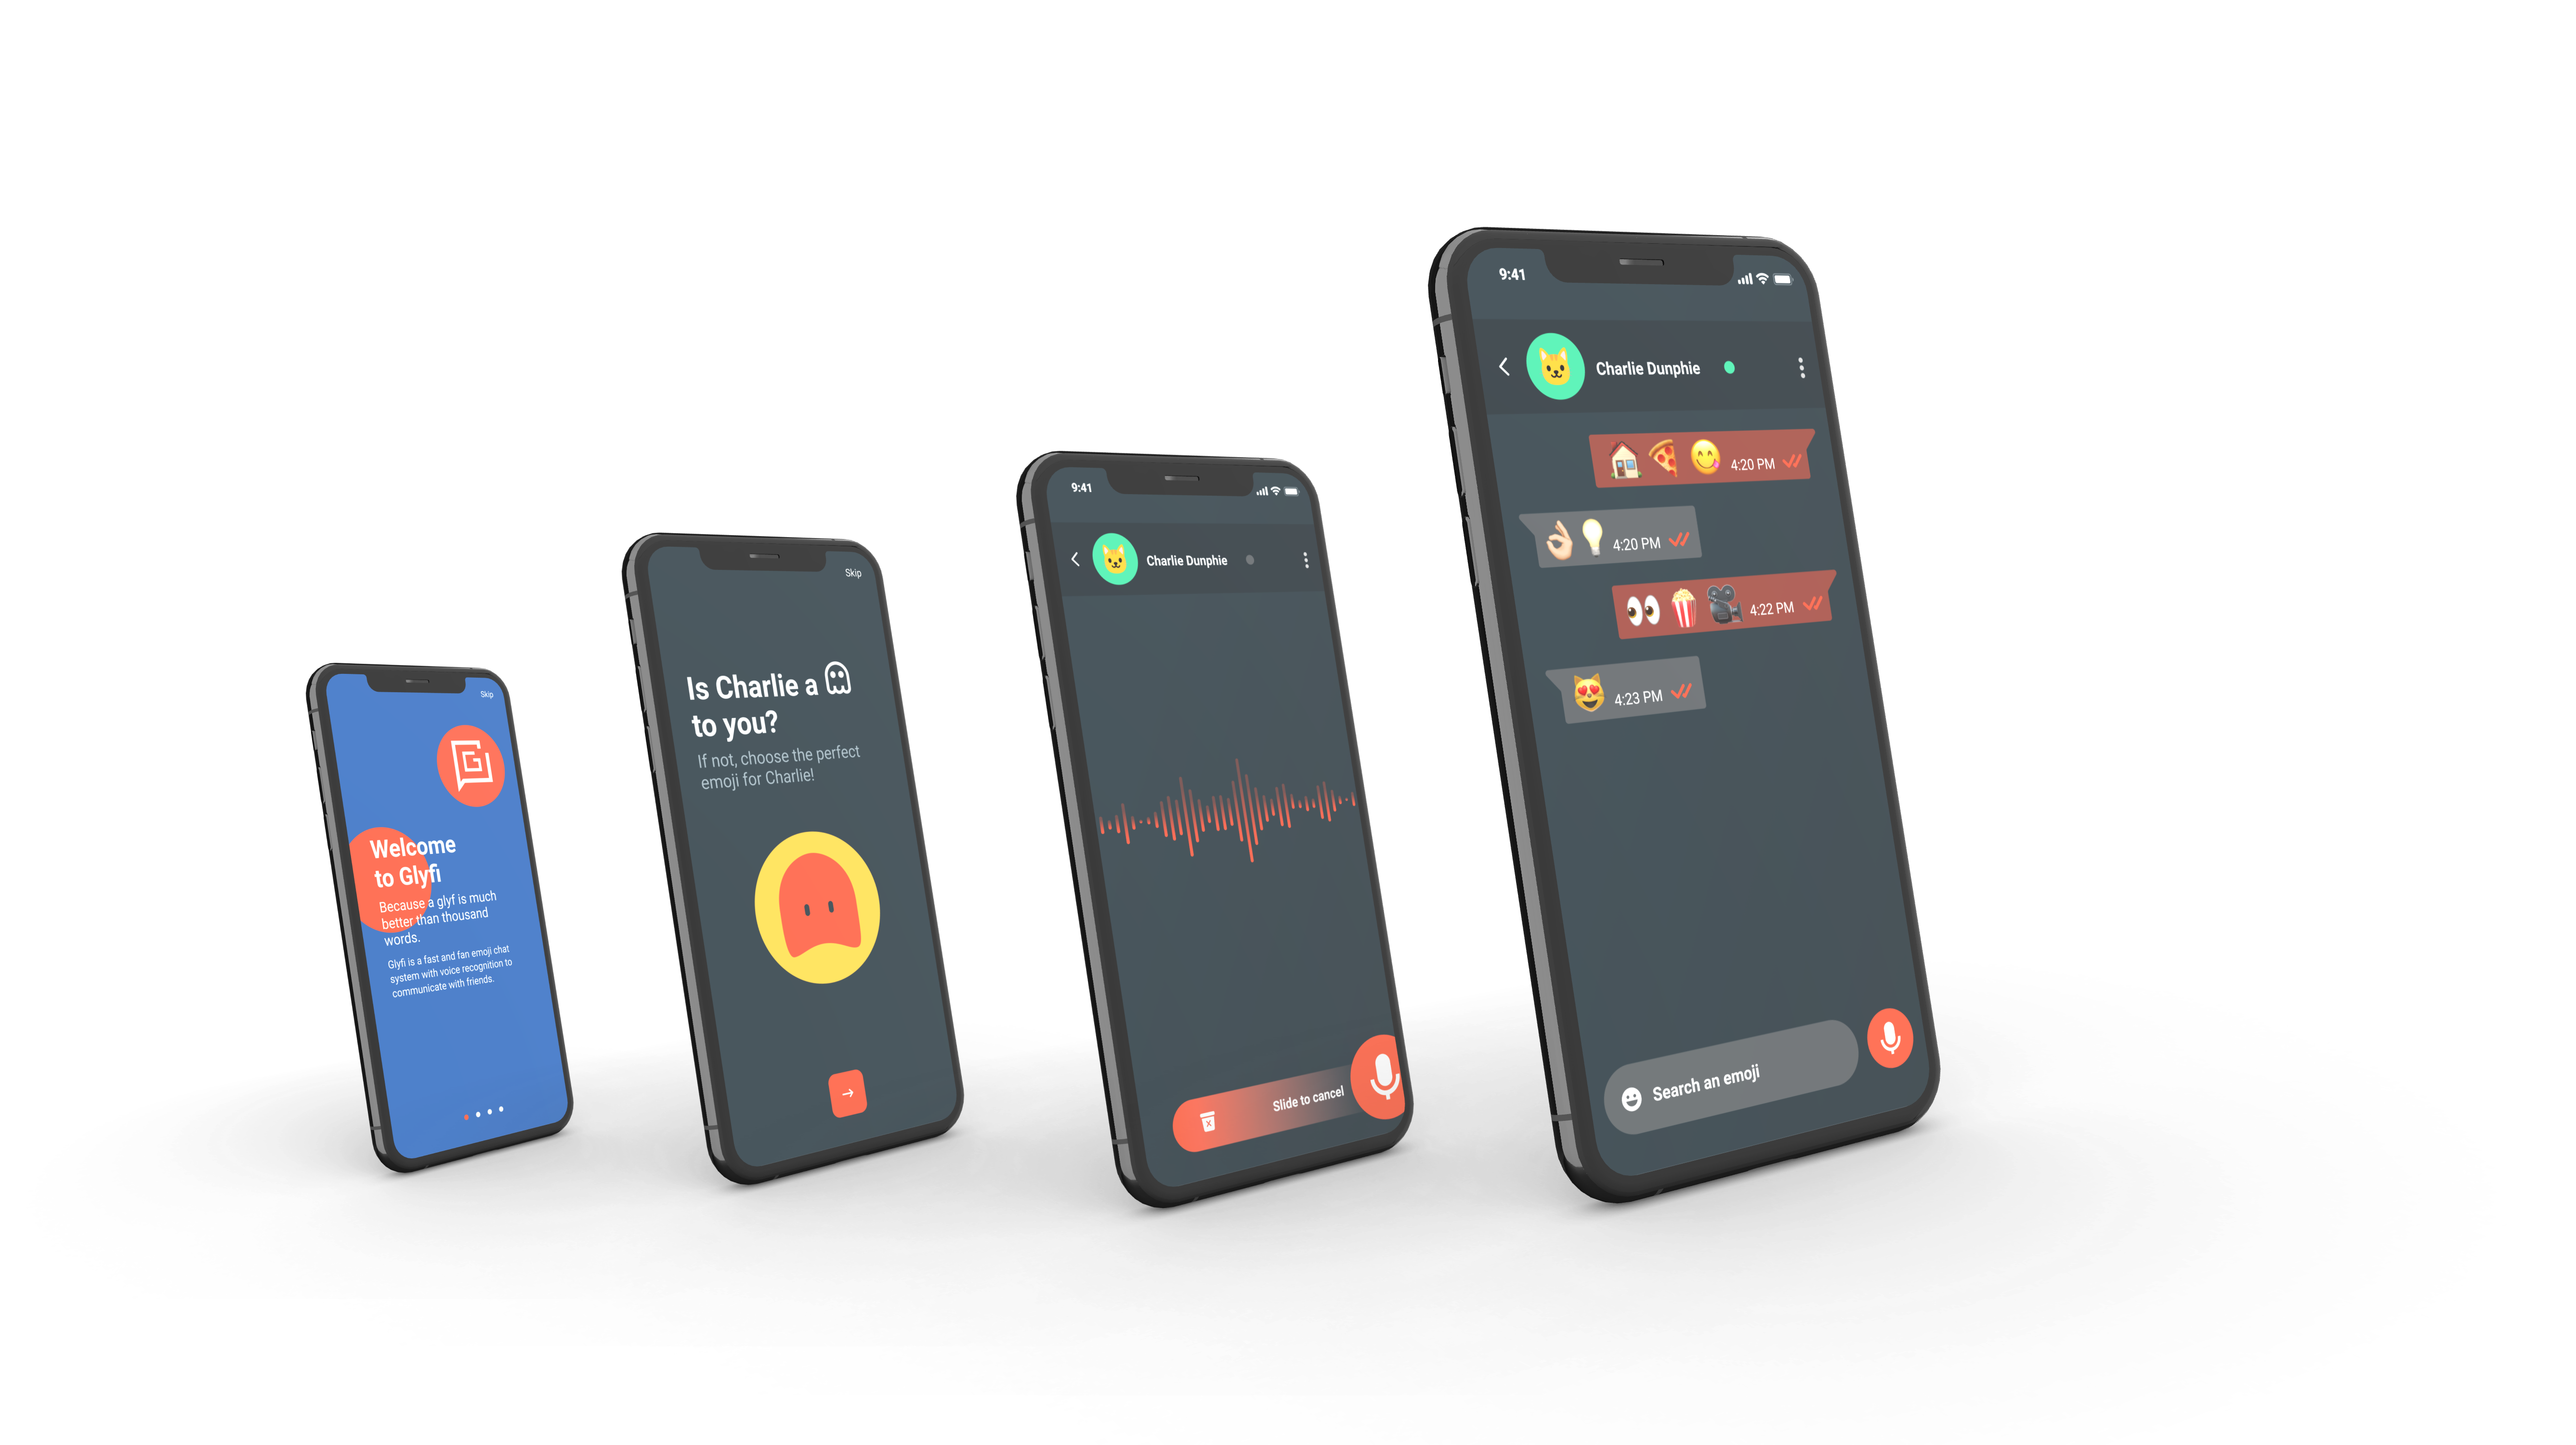 Skip
Welcome
to Glyfi
Because a glyf is much
better than thousand
words.
Glyfi is a fast and fan emoji chat
system with voice recognition to
communicate with friends.
Skip
Is Charlie a
to you?
If not, choose the perfect
emoji for Charlie!
9:41
Charlie Dunphie
Slide to cancel
9:41
Charlie Dunphie
4:20 PM
4:20 PM
4:22 PM
4:23 PM
Search an emoji